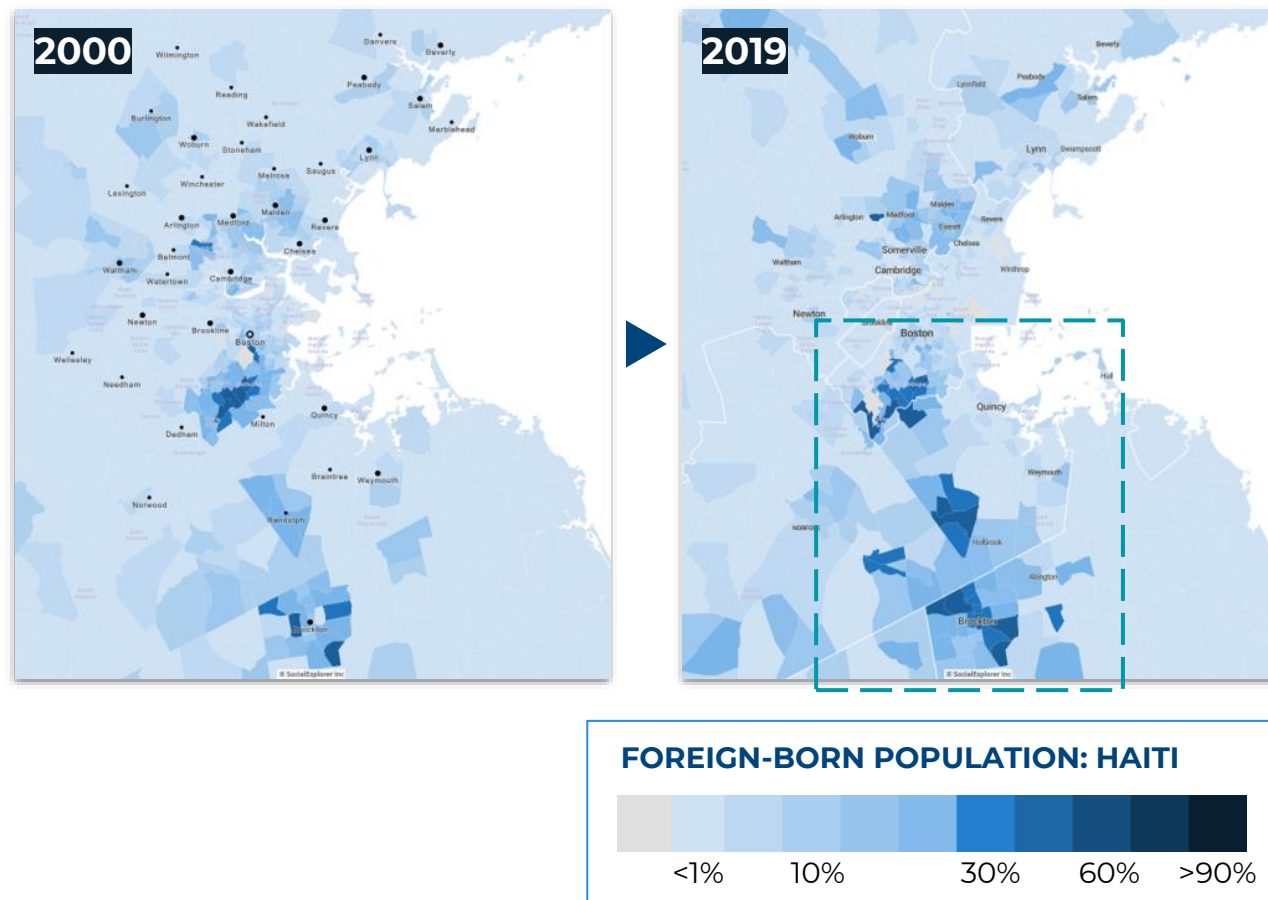 2000
Wilmington
Danvers
Beverly
Peabody
Reading
Salem
Burlington
Wakefield
Marblehead
Woburn
Stoneham
Lynn
Melrose
Saugus
Winchester
Lexington
Malden
Arlington
Medford
Revere
Chelsea
Belmont
Waltham
Watertown
Cambridge
Newton
Brookline
Boston
Wellesley
Needham
Quincy
Milton
Dedham
Braintree
Weymouth
Norwood
Randolph
Brockton
© SocialExplorer Inc
2019
Beverly
Peabody
Lynnfield
Salem
Woburn
Lynn
Swampscott
Malden
Arlington
Medford
Revere
Everett
Chelsea
Somerville
Waltham
Cambridge
Winthrop
Newton
Brookline
Boston
Hull
Quincy
Weymouth
Holbrook
Abington
Brockton
© SocialExplorer Inc
FOREIGN-BORN POPULATION: HAITI
<1% 10% 30% 60% >90%